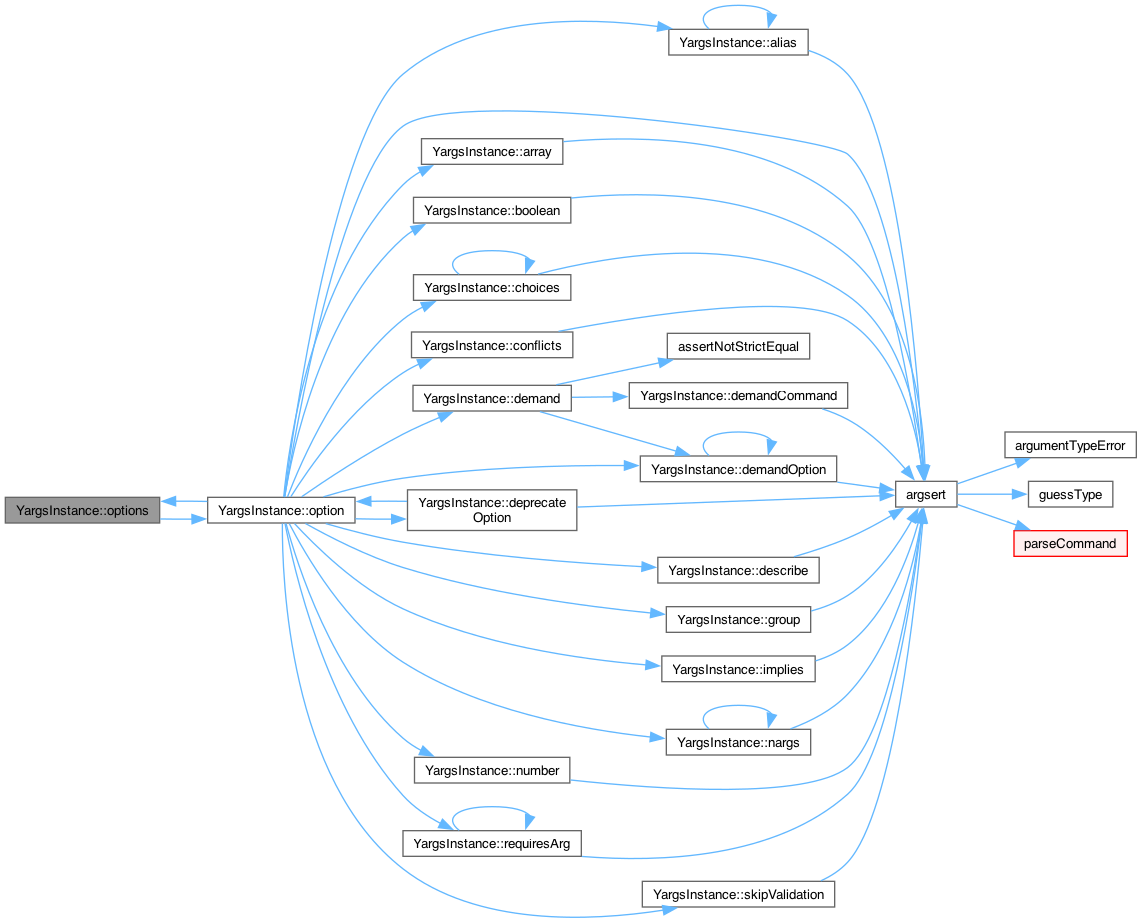 YargsInstance::alias
YargsInstance::array
YargsInstance::boolean
YargsInstance::choices
YargsInstance::conflicts
assertNotStrictEqual
YargsInstance::demand
YargsInstance::demandCommand
argumentTypeError
YargsInstance::demandOption
argsert
guessType
YargsInstance::options
YargsInstance::option
YargsInstance::deprecate
Option
parseCommand
YargsInstance::describe
YargsInstance::group
YargsInstance::implies
YargsInstance::nargs
YargsInstance::number
YargsInstance::requiresArg
YargsInstance::skipValidation